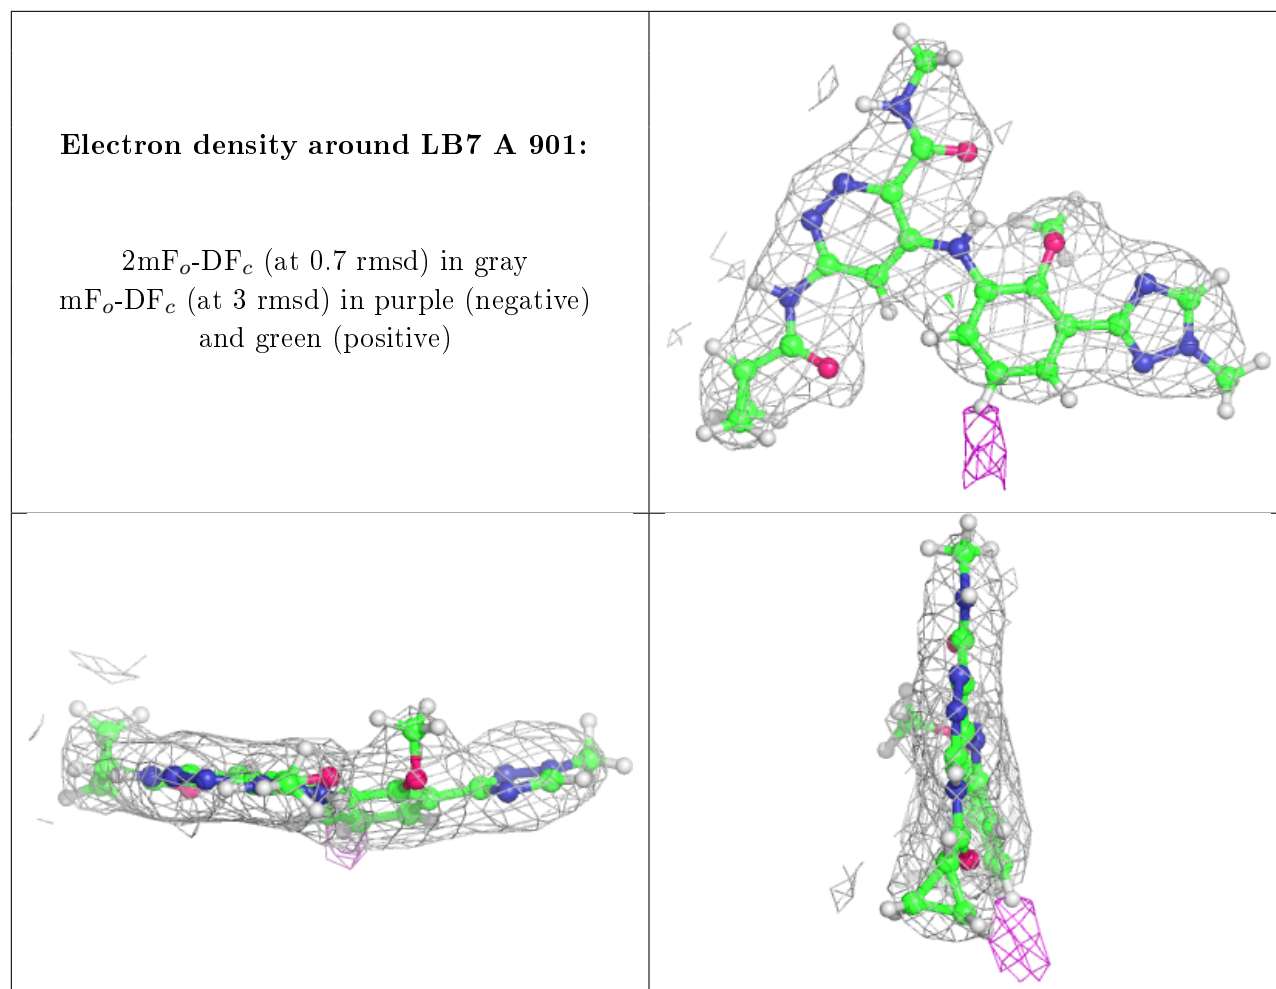 Electron density around LB7 A 901:
2mFo-DFc (at 0.7 rmsd) in gray
mFo-DFc (at 3 rmsd) in purple (negative)
and green (positive)